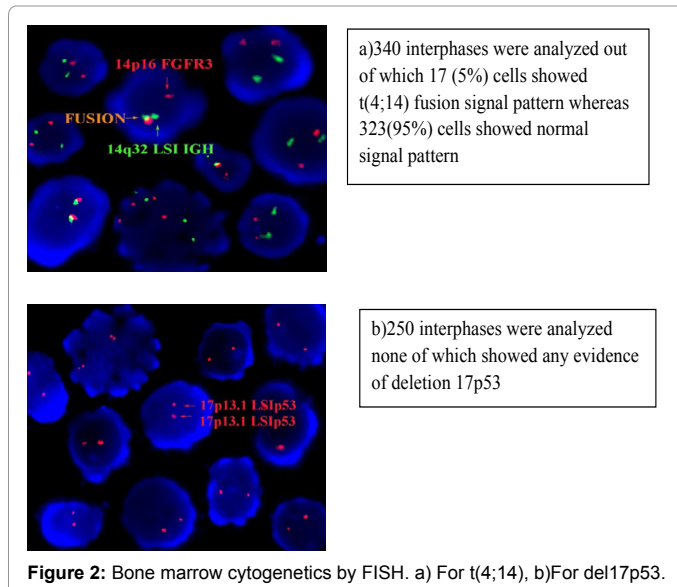 14p16 FGFR3
FUSION
14q32 LSI IGH
a)340 interphases were analyzed out
of which 17 (5%) cells showed
t(4;14) fusion signal pattern whereas
323(95%) cells showed normal
signal pattern
17p13.1 LSIp53
17p13.1 LSIp53
b)250 interphases were analyzed
none of which showed any evidence
of deletion 17p53
Figure 2: Bone marrow cytogenetics by FISH. a) For t(4;14), b)For del17p53.